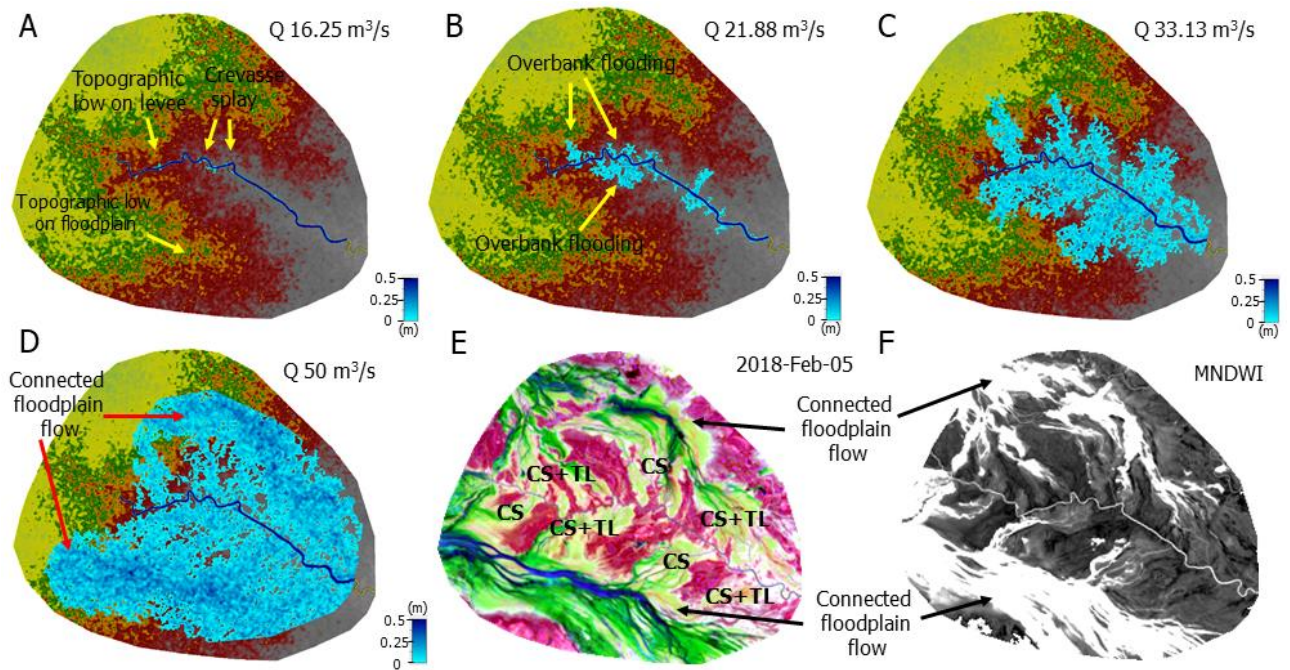 A
Q 16.25 m³/s
Topographic
low on levee
Crevasse
splay
Topographic low
on floodplain
0.5
0.25
0
(m)
B
Q 21.88 m³/s
Overbank flooding
Overbank flooding
0.5
0.25
0
(m)
C
Q 33.13 m³/s
0.5
0.25
0
(m)
D
Q 50 m³/s
Connected
floodplain
flow
(m)
0.5
0.25
0
E
2018-Feb-05
CS+TL
CS
CS
CS+TL
CS+TL
CS
CS+TL
Connected
floodplain
flow
Connected
floodplain
flow
F
MNDWI